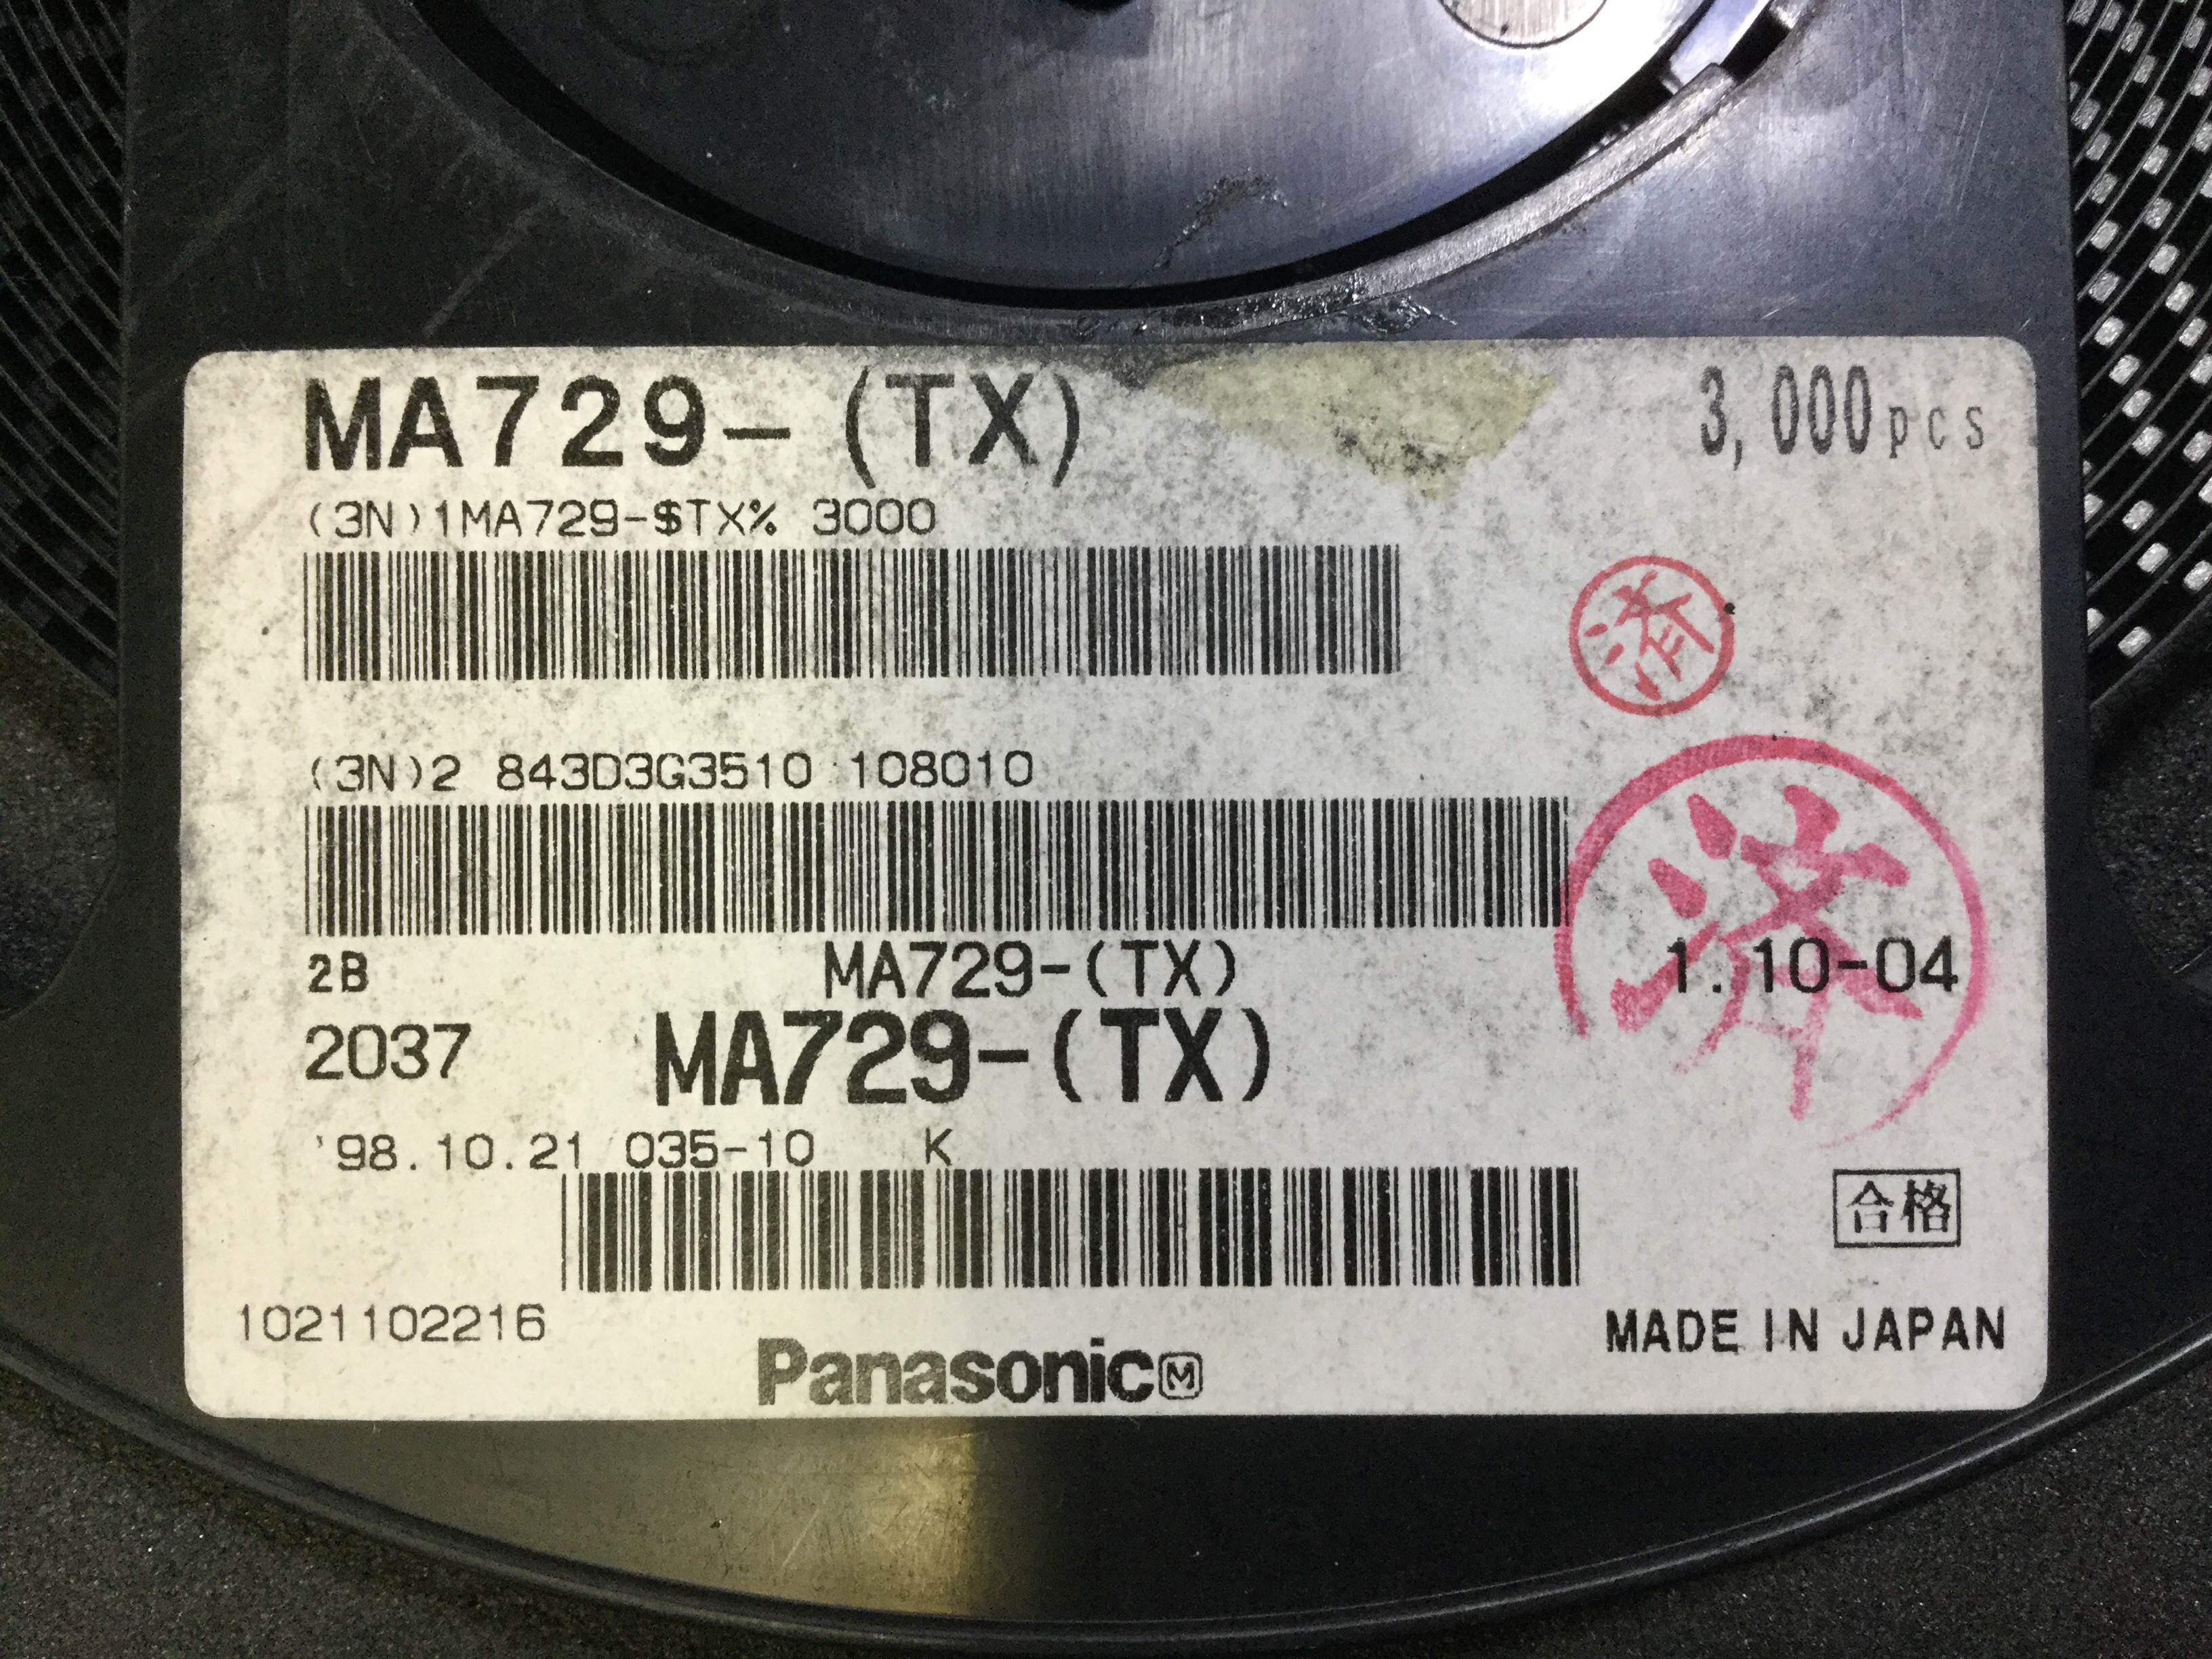 MA729-(TX) 3,000pcs
(3N)1MA729-$TX% 3000
済
(3N)2 843D3G3510 108010
済
2B MA729-(TX) 1.10-04
2037 MA729-(TX)
'98.10.21 035-10 K
合格
1021102216
MADE IN JAPAN
Panasonic M